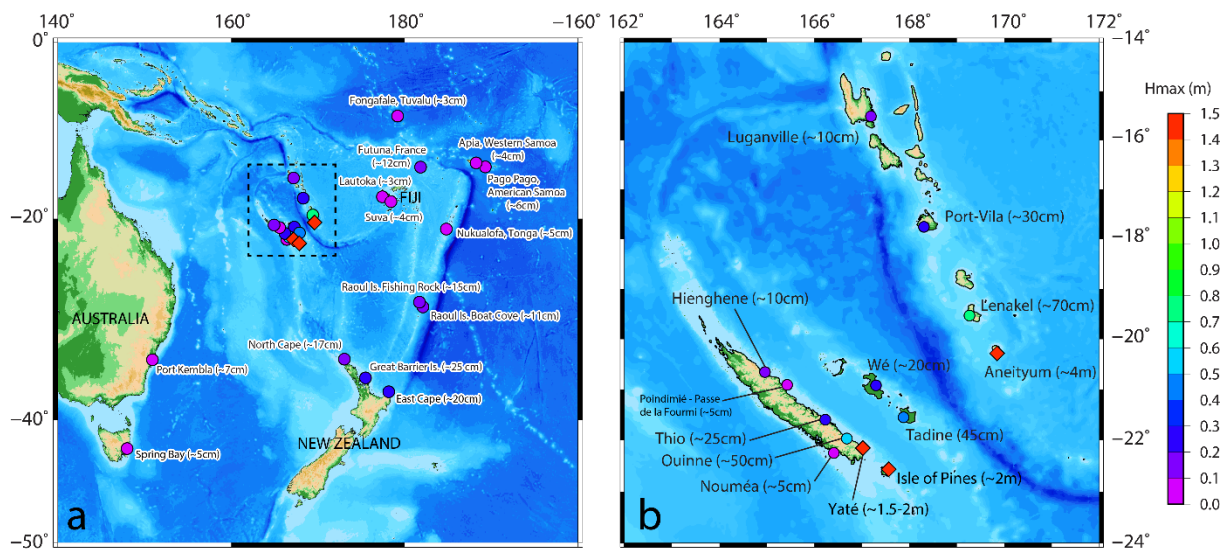 140°
160°
180°
−160°
0°
−20°
−40°
−50°
Fongafale, Tuvalu (~3cm)
Futuna, France
(~12cm)
Apia, Western Samoa
(~4cm)
Lautoka (~3cm)
FIJI
Pago Pago,
American Samoa
(~6cm)
Suva (~4cm)
Nukualofa, Tonga (~5cm)
Raoul Is. Fishing Rock (~15cm)
Raoul Is. Boat Cove (~11cm)
AUSTRALIA
North Cape (~17cm)
Port Kembla (~7cm)
Great Barrier Is. (~25cm)
East Cape (~20cm)
NEW ZEALAND
Spring Bay (~5cm)
a
162°
164°
166°
168°
170°
172°
−14°
−16°
−18°
−20°
−22°
−24°
Luganville (~10cm)
Port-Vila (~30cm)
Hienghene (~10cm)
Lenakel (~70cm)
Wé (~20cm)
Aneityum (~4m)
Poindimié - Passe
de la Fourmi (~5cm)
Thio (~25cm)
Tadine (45cm)
Ouinne (~50cm)
Nouméa (~5cm)
Isle of Pines (~2m)
Yaté (~1.5-2m)
b
Hmax (m)
1.5
1.4
1.3
1.2
1.1
1.0
0.9
0.8
0.7
0.6
0.5
0.4
0.3
0.2
0.1
0.0